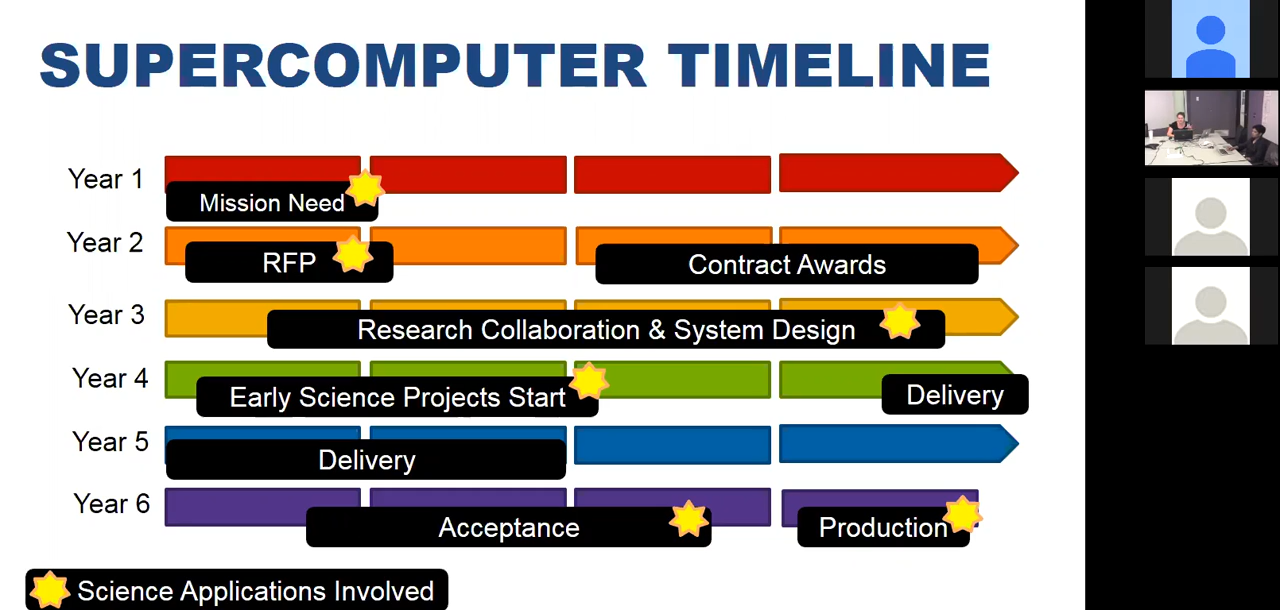 SUPERCOMPUTER TIMELINE
Year 1
Mission Need
Year 2
RFP
Contract Awards
Year 3
Research Collaboration & System Design
Year 4
Early Science Projects Start
Delivery
Year 5
Delivery
Year 6
Acceptance
Production
Science Applications Involved